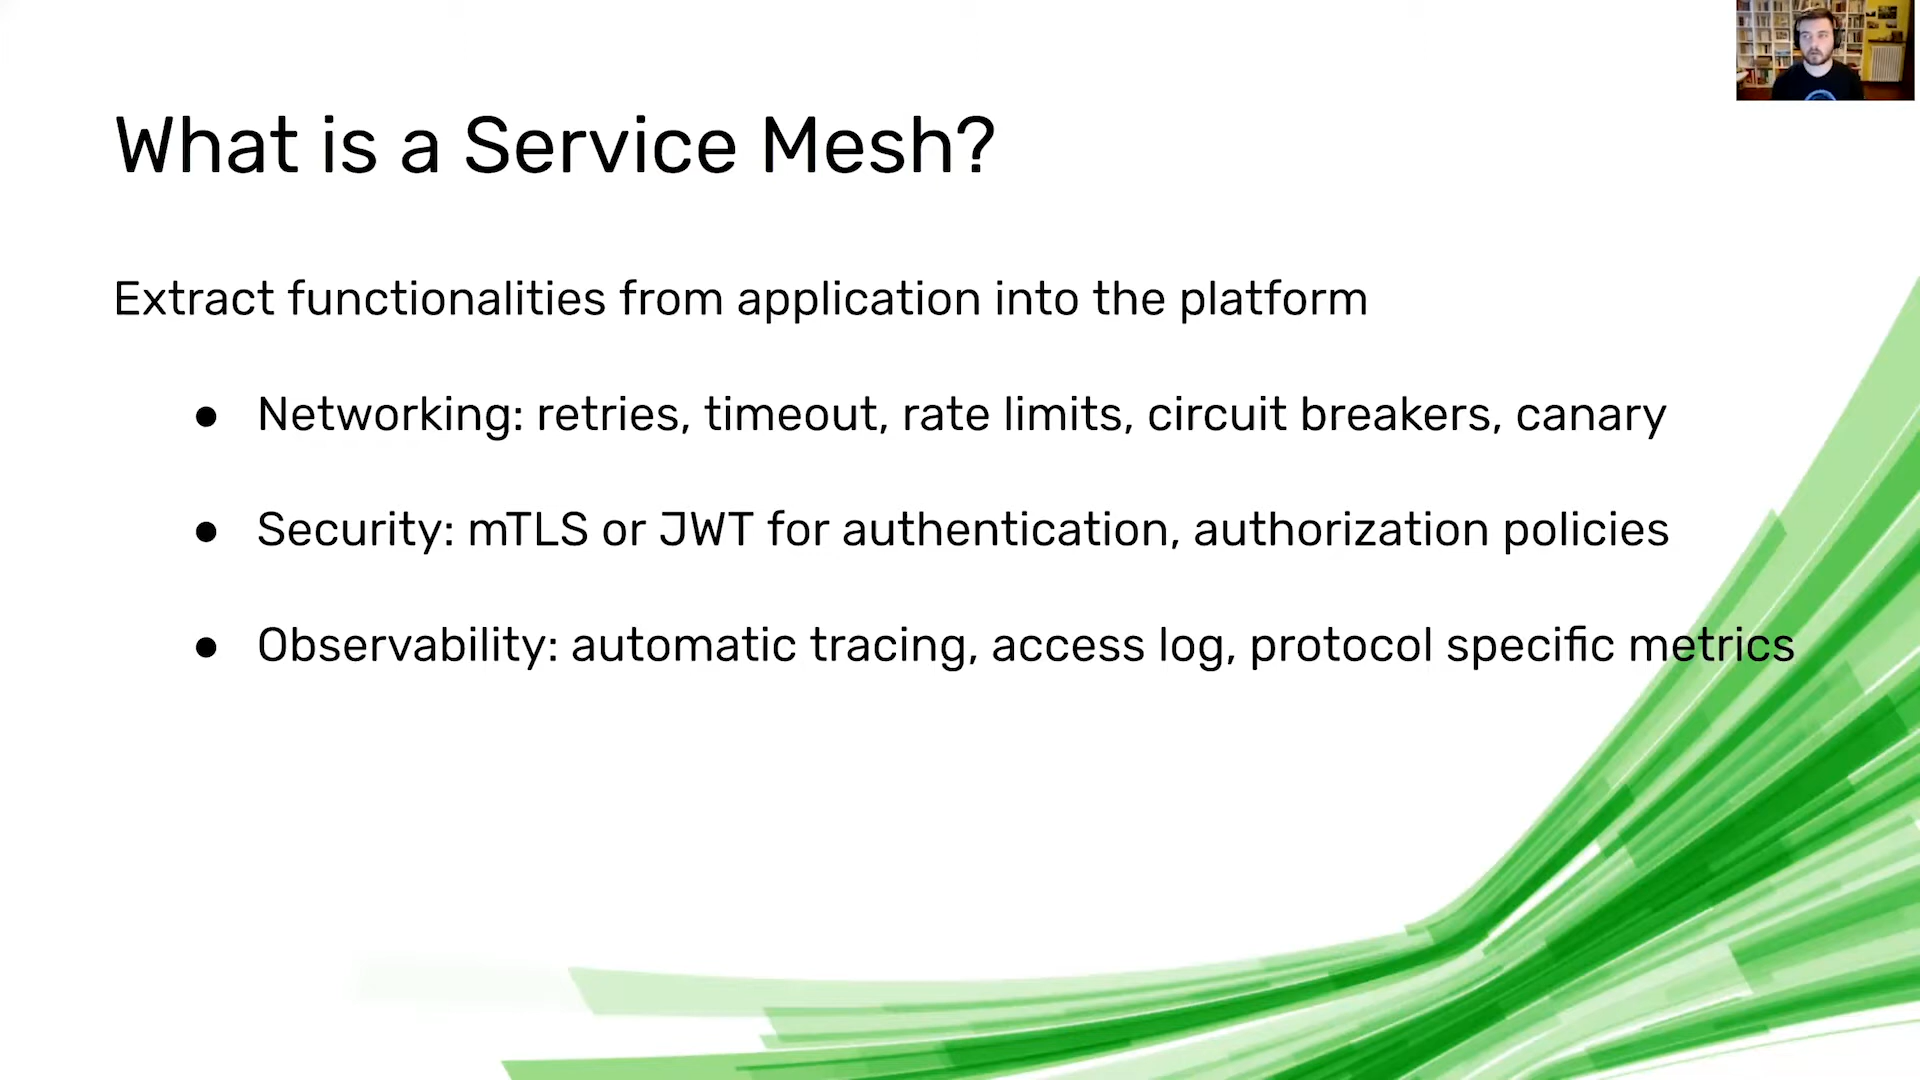 What is a Service Mesh?
Extract functionalities from application into the platform
● Networking: retries, timeout, rate limits, circuit breakers, canary
● Security: mTLS or JWT for authentication, authorization policies
● Observability: automatic tracing, access log, protocol specific metrics